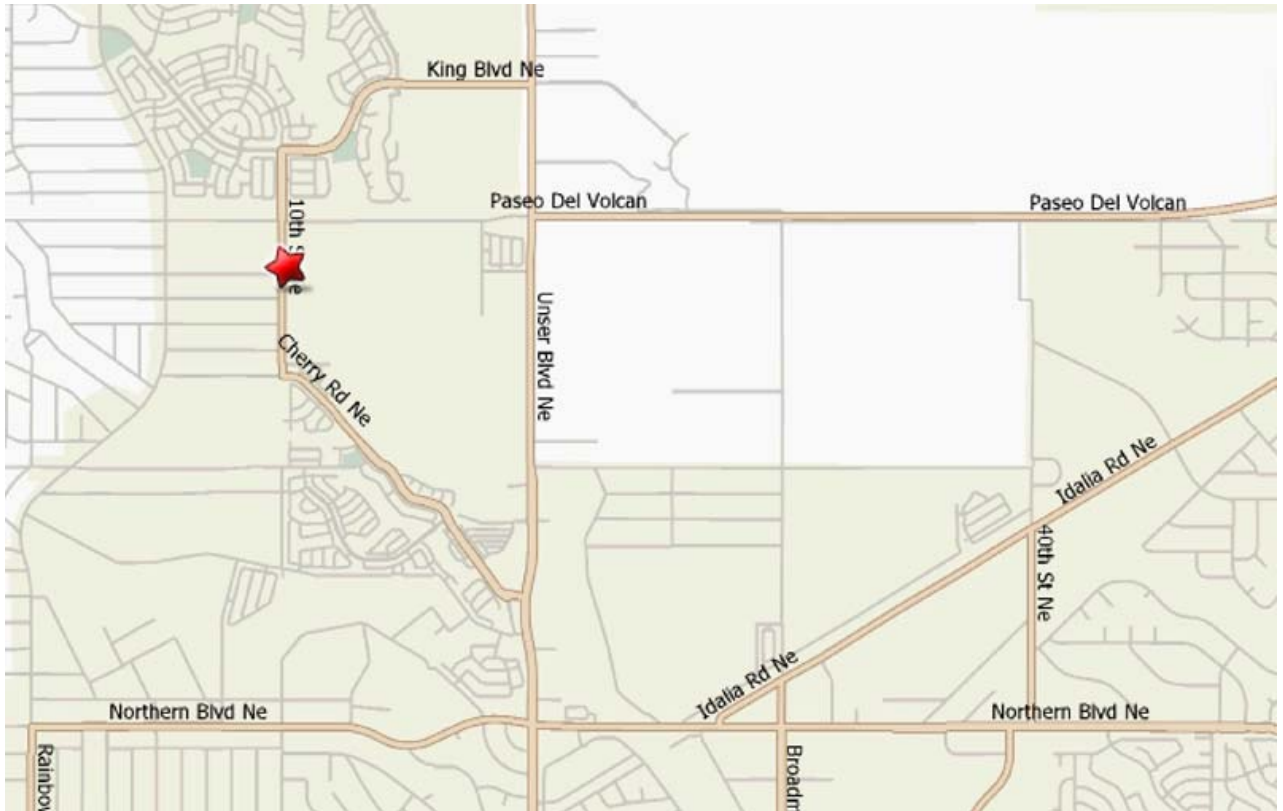 King Blvd Ne
Paseo Del Volcan
Paseo Del Volcan
10th S e
Unser Blvd Ne
Cherry Rd Ne
Idalia Rd Ne
40th St Ne
Idalia Rd Ne
Northern Blvd Ne
Northern Blvd Ne
Rainbow
Broadm